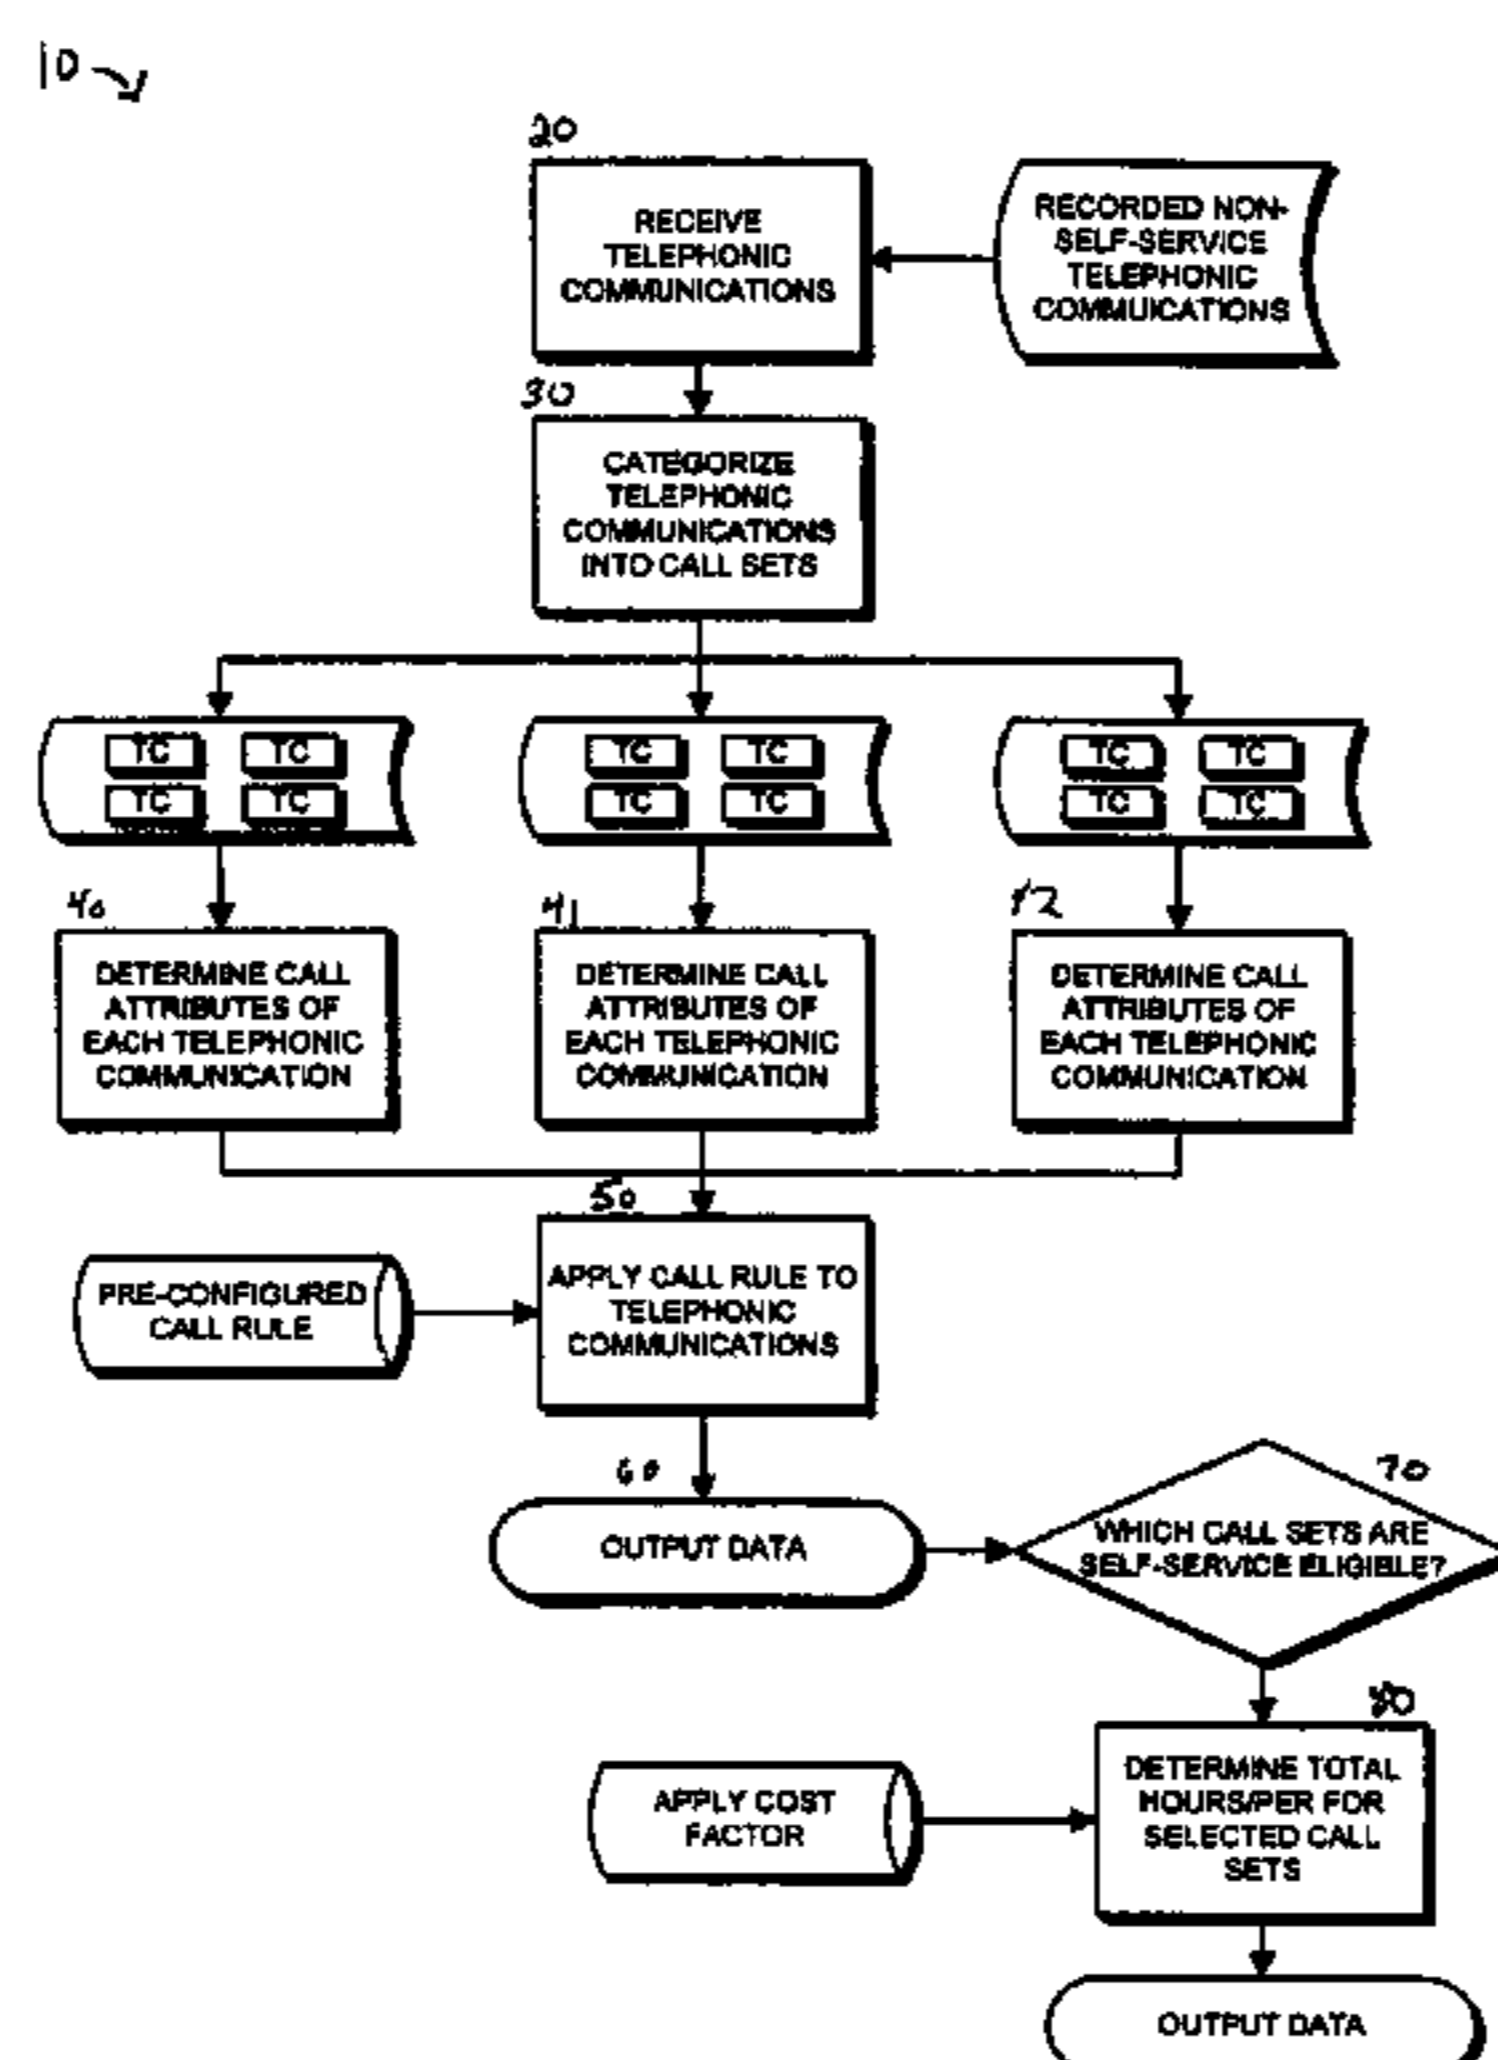 10
20
RECEIVE
TELEPHONIC
COMMUNICATIONS
RECORDED NON-
SELF-SERVICE
TELEPHONIC
COMMUICATIONS
30
CATEGORIZE
TELEPHONIC
COMMUNICATIONS
INTO CALL SETS
TC TC
TC TC
TC TC
TC TC
TC TC
TC TC
40
DETERMINE CALL
ATTRIBUTES OF
EACH TELEPHONIC
COMMUNICATION
41
DETERMINE CALL
ATTRIBUTES OF
EACH TELEPHONIC
COMMUNICATION
42
DETERMINE CALL
ATTRIBUTES OF
EACH TELEPHONIC
COMMUNICATION
50
PRE-CONFIGURED
CALL RULE
APPLY CALL RULE TO
TELEPHONIC
COMMUNICATIONS
60
OUTPUT DATA
70
WHICH CALL SETS ARE
SELF-SERVICE ELIGIBLE?
80
APPLY COST
FACTOR
DETERMINE TOTAL
HOURS/PER FOR
SELECTED CALL
SETS
OUTPUT DATA